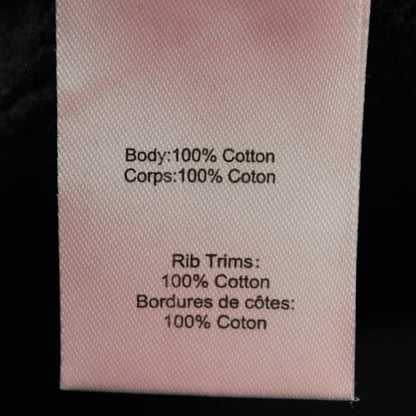 Body:100% Cotton
Corps:100% Coton
Rib Trims:
100% Cotton
Bordures de côtes:
100% Coton